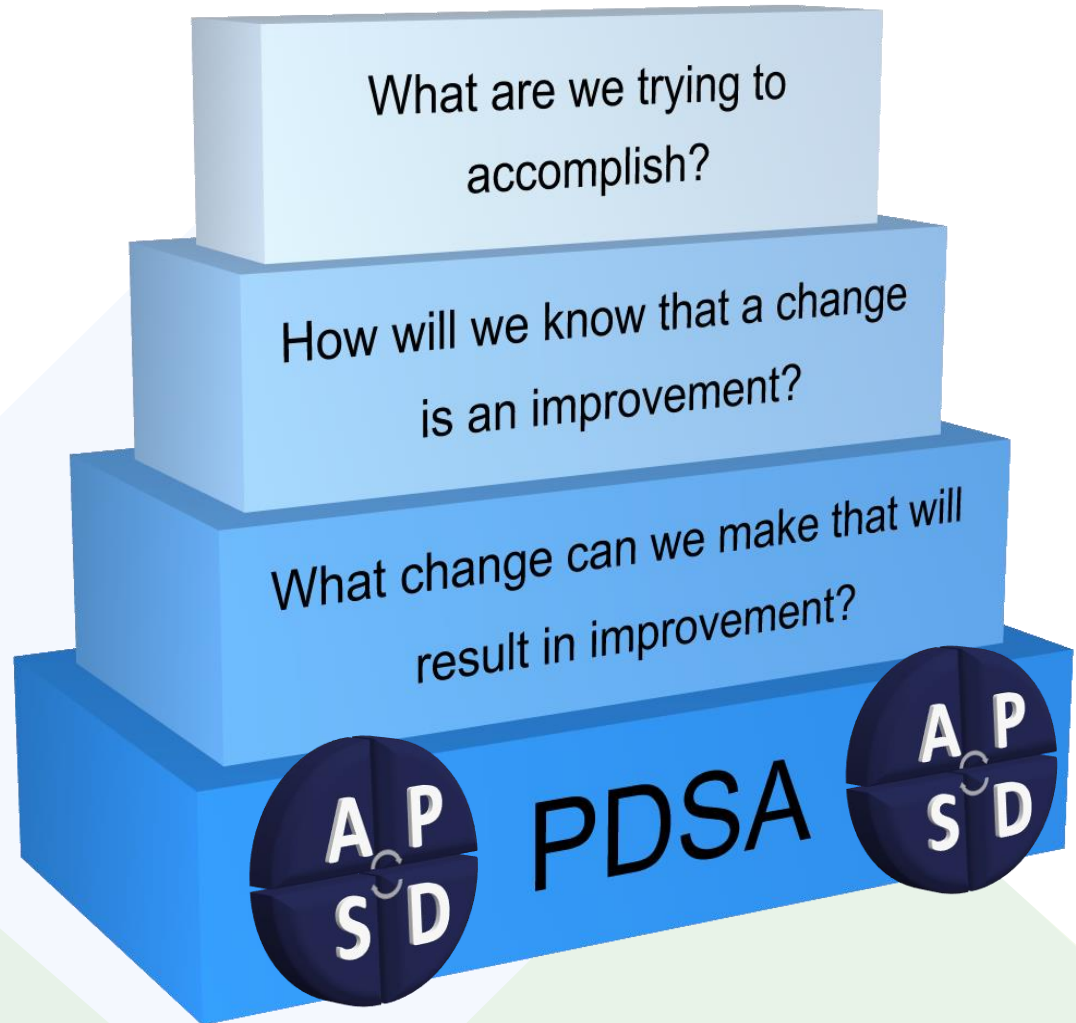 What are we trying to
accomplish?
How will we know that a change
is an improvement?
What change can we make that will
result in improvement?
A P
S D
PDSA
A P
S D